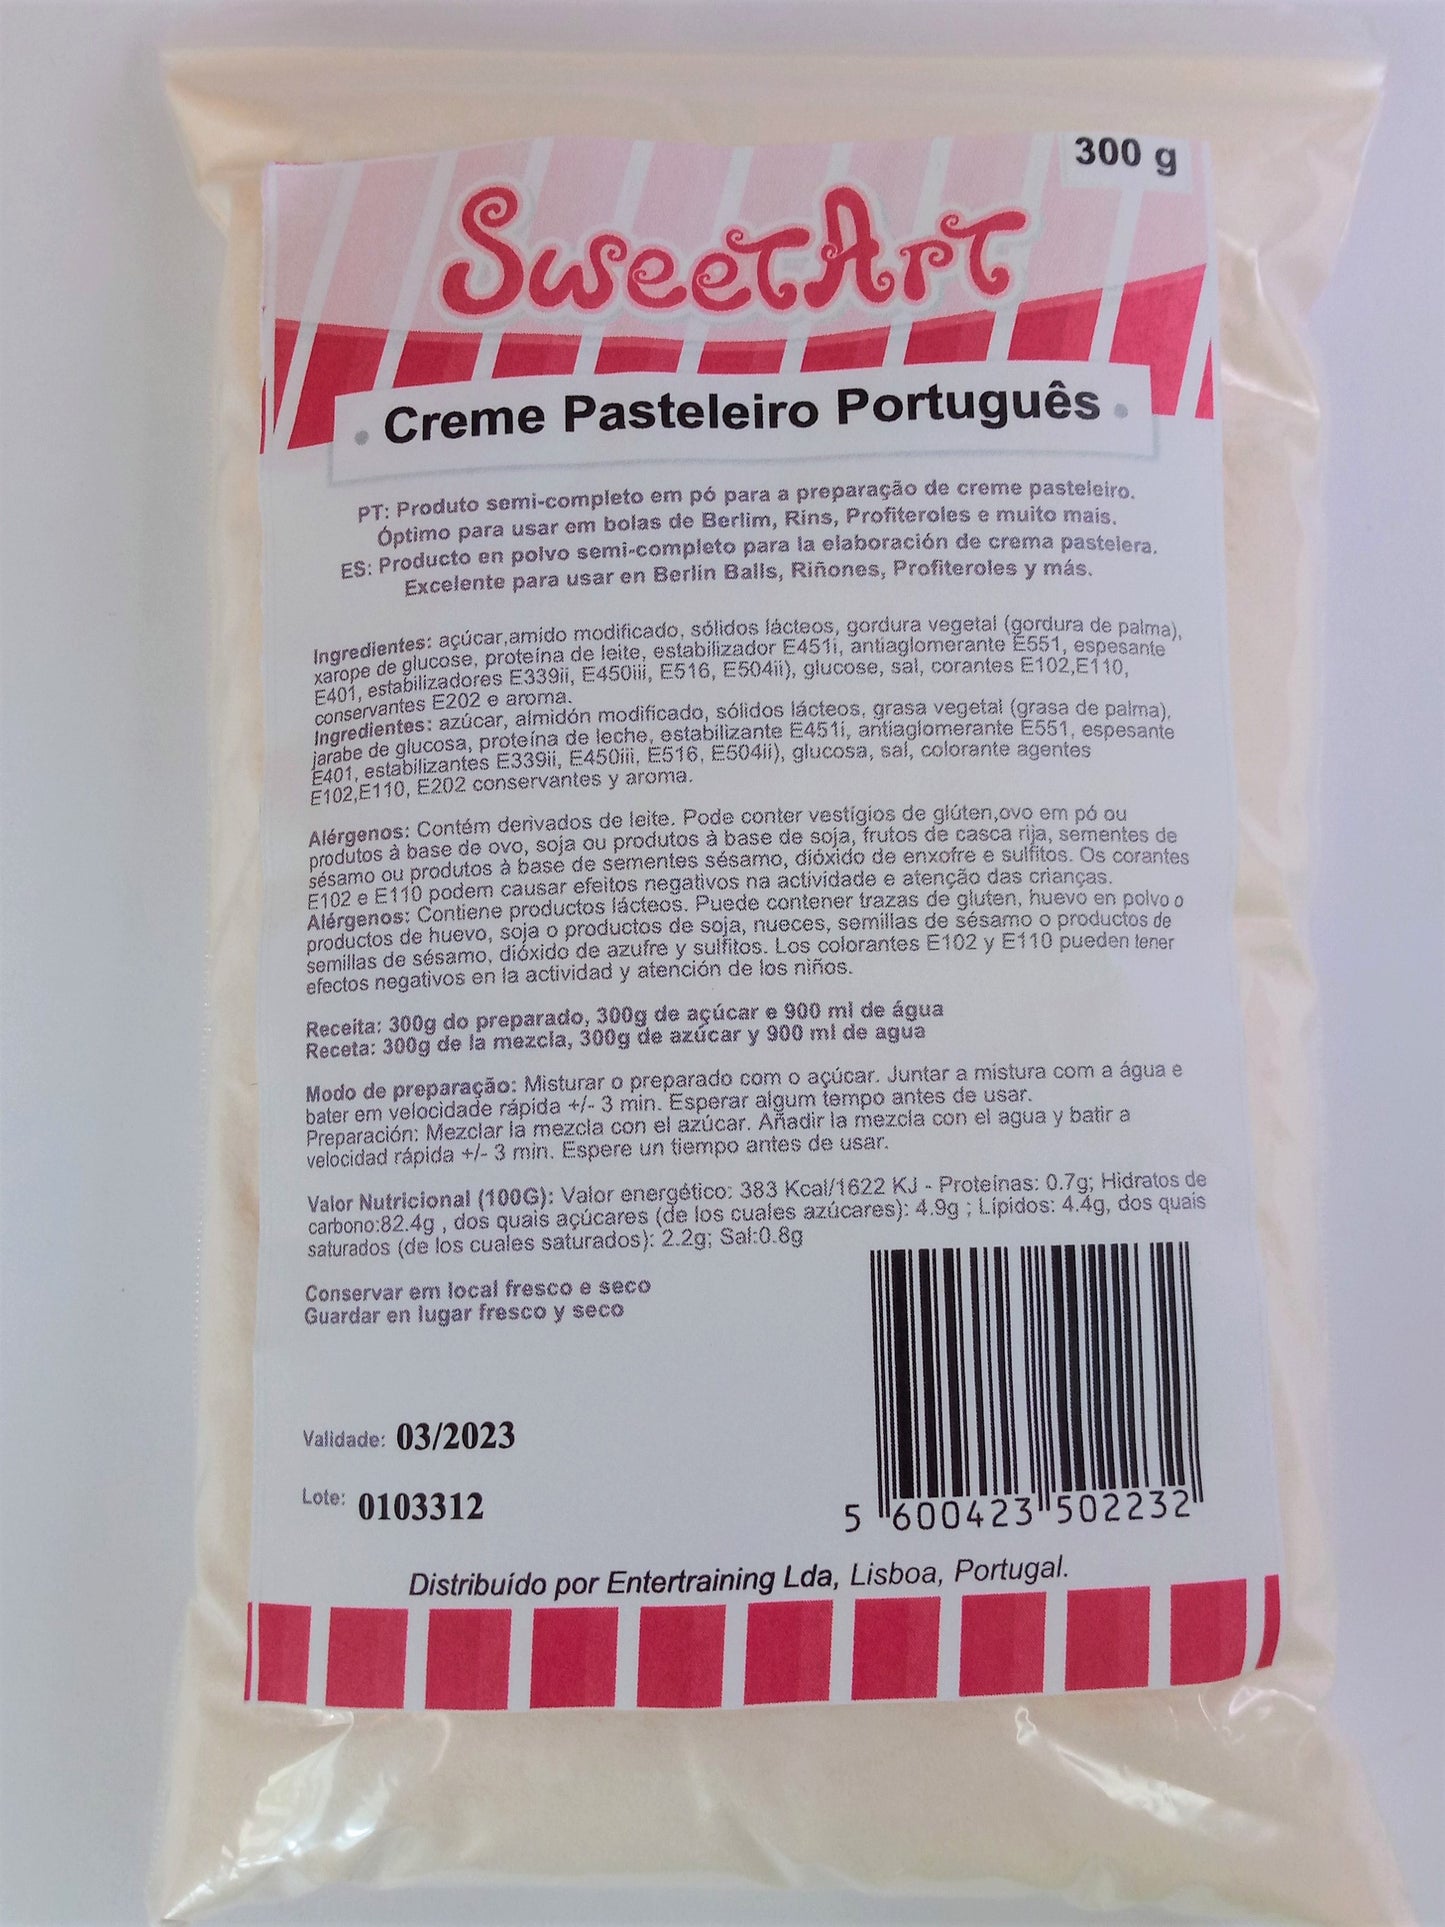 300 g
SweetArt
Creme Pasteleiro Português
PT: Produto semi-completo em pó para a preparação de creme pasteleiro.
Óptimo para usar em bolas de Berlim, Rins, Profiteroles e muito mais.
ES: Producto en polvo semi-completo para la elaboración de crema pastelera.
Excelente para usar en Berlin Balls, Riñones, Profiteroles y más.
Ingredientes: açúcar,amido modificado, sólidos lácteos, gordura vegetal (gordura de palma),
xarope de glucose, proteína de leite, estabilizador E451i, antiaglomerante E551, espesante
E401, estabilizadores E339ii, E450iii, E516, E504ii), glucose, sal, corantes E102,E110,
conservantes E202 e aroma.
Ingredientes: azúcar, almidón modificado, sólidos lácteos, grasa vegetal (grasa de palma),
jarabe de glucosa, proteína de leche, estabilizante E451i, antiaglomerante E551, espesante
E401, estabilizantes E339ii, E450iii, E516, E504ii), glucosa, sal, colorante agentes
E102,E110, E202 conservantes y aroma.
Alérgenos: Contém derivados de leite. Pode conter vestígios de glúten,ovo em pó ou
produtos à base de ovo, soja ou produtos à base de soja, frutos de casca rija, sementes de
sésamo ou produtos à base de sementes sésamo, dióxido de enxofre e sulfitos. Os corantes
E102 e E110 podem causar efeitos negativos na actividade e atenção das crianças.
Alérgenos: Contiene productos lácteos. Puede contener trazas de gluten, huevo en polvo o
productos de huevo, soja o productos de soja, nueces, semillas de sésamo o productos de
semillas de sésamo, dióxido de azufre y sulfitos. Los colorantes E102 y E110 pueden tener
efectos negativos en la actividad y atención de los niños.
Receita: 300g do preparado, 300g de açúcar e 900 ml de água
Receta: 300g de la mezcla, 300g de azúcar y 900 ml de agua
Modo de preparação: Misturar o preparado com o açúcar. Juntar a mistura com a água e
bater em velocidade rápida +/- 3 min. Esperar algum tempo antes de usar.
Preparación: Mezclar la mezcla con el azúcar. Añadir la mezcla con el agua y batir a
velocidad rápida +/- 3 min. Espere un tiempo antes de usar.
Valor Nutricional (100G): Valor energético: 383 Kcal/1622 KJ - Proteínas: 0.7g; Hidratos de
carbono:82.4g , dos quais açúcares (de los cuales azúcares): 4.9g ; Lípidos: 4.4g, dos quais
saturados (de los cuales saturados): 2.2g; Sal:0.8g
Conservar em local fresco e seco
Guardar en lugar fresco y seco
Validade: 03/2023
Lote: 0103312
5 600423 502232
Distribuído por Entertraining Lda, Lisboa, Portugal.